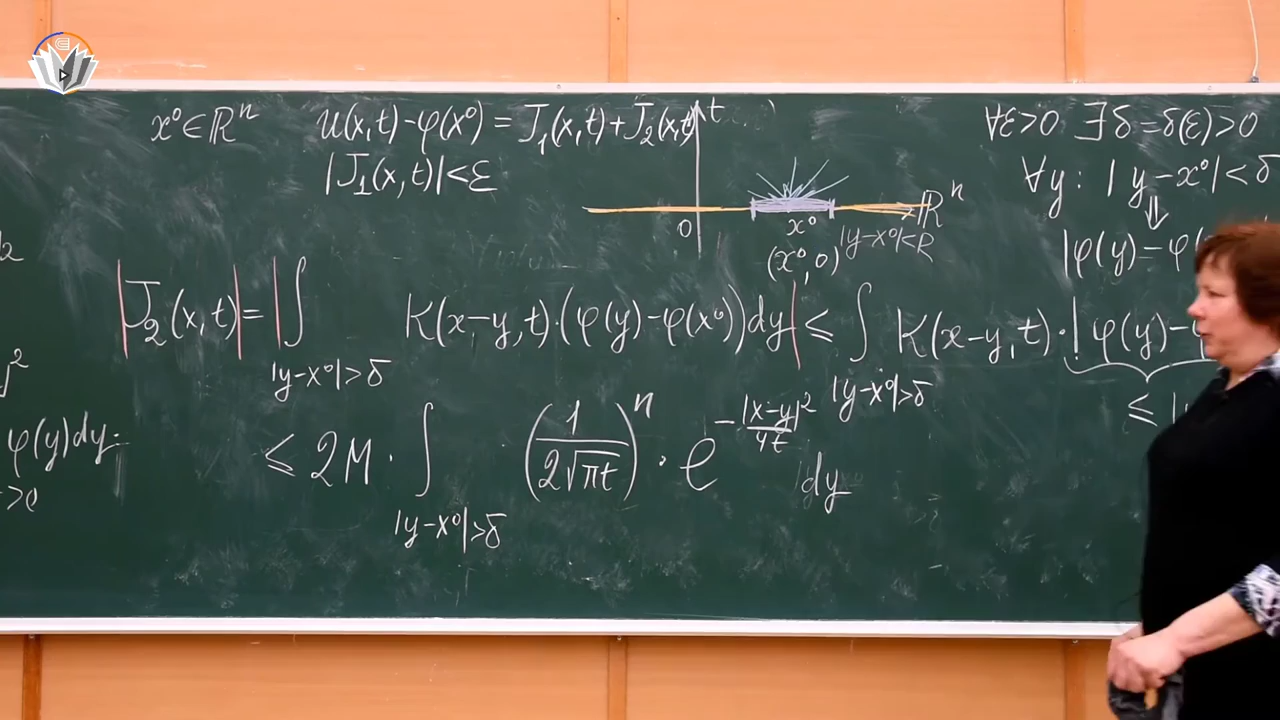 x⁰∈ℝⁿ u(x,t)-φ(x⁰) = J₁(x,t)+J₂(x,t)
|J₁(x,t)|<ε
t
0
x⁰
ℝⁿ
(x⁰,0)
|y-x⁰|<R
∀ε>0 ∃δ=δ(ε)>0
∀y: |y-x⁰|<δ
⇓
|φ(y)-φ(
|J₂(x,t)| = |∫ K(x-y,t)·(φ(y)-φ(x⁰))dy| ≤ ∫ K(x-y,t)·|φ(y)-
|y-x⁰|>δ |y-x⁰|>δ
≤
φ(y)dy
≤ 2M · ∫ (1/(2√πt))ⁿ · e^(-|x-y|²/4t) dy
|y-x⁰|>δ